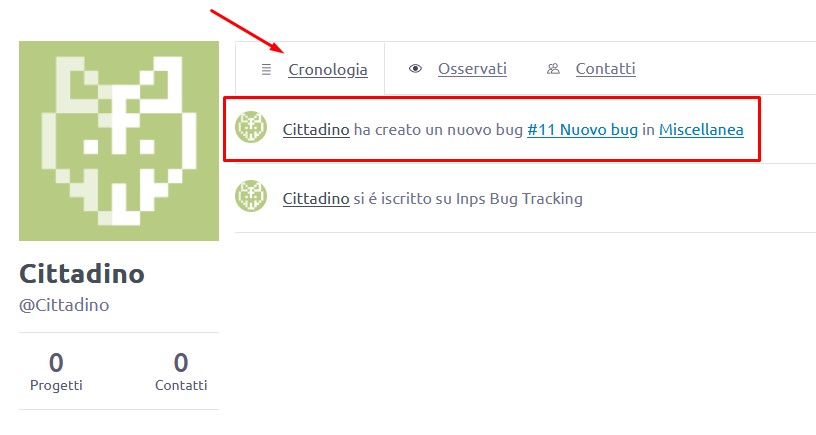 Cronologia
Osservati
Contatti
Cittadino ha creato un nuovo bug #11 Nuovo bug in Miscellanea
Cittadino si é iscritto su Inps Bug Tracking
Cittadino
@Cittadino
0
Progetti
0
Contatti